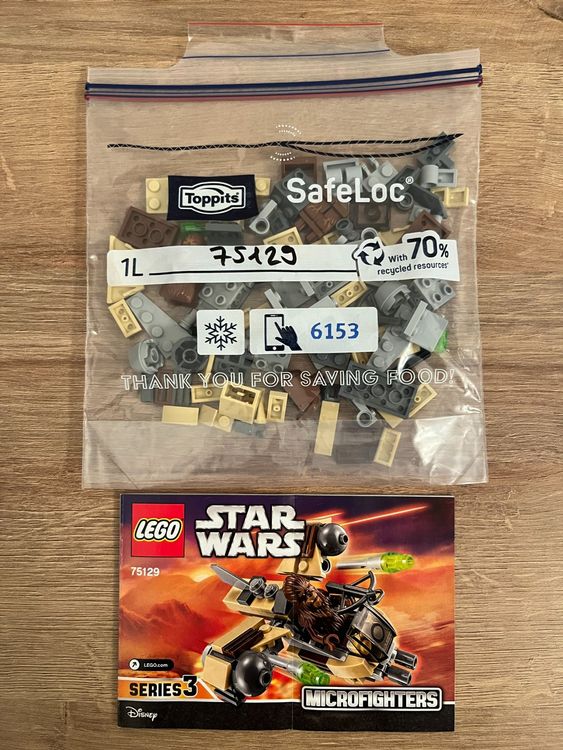 Toppits®
SafeLoc®
1L 75129
With 70%
recycled resources*
6153
THANK YOU FOR SAVING FOOD!
LEGO
STAR
WARS
75129
LEGO.com
SERIES 3
MICROFIGHTERS
Disney